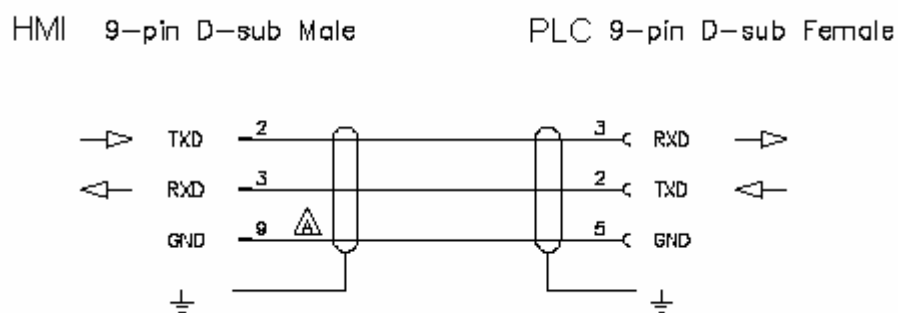 HMI 9-pin D-sub Male PLC 9-pin D-sub Female
TXD 2 3 RXD
RXD 3 2 TXD
GND 9 A 5 GND